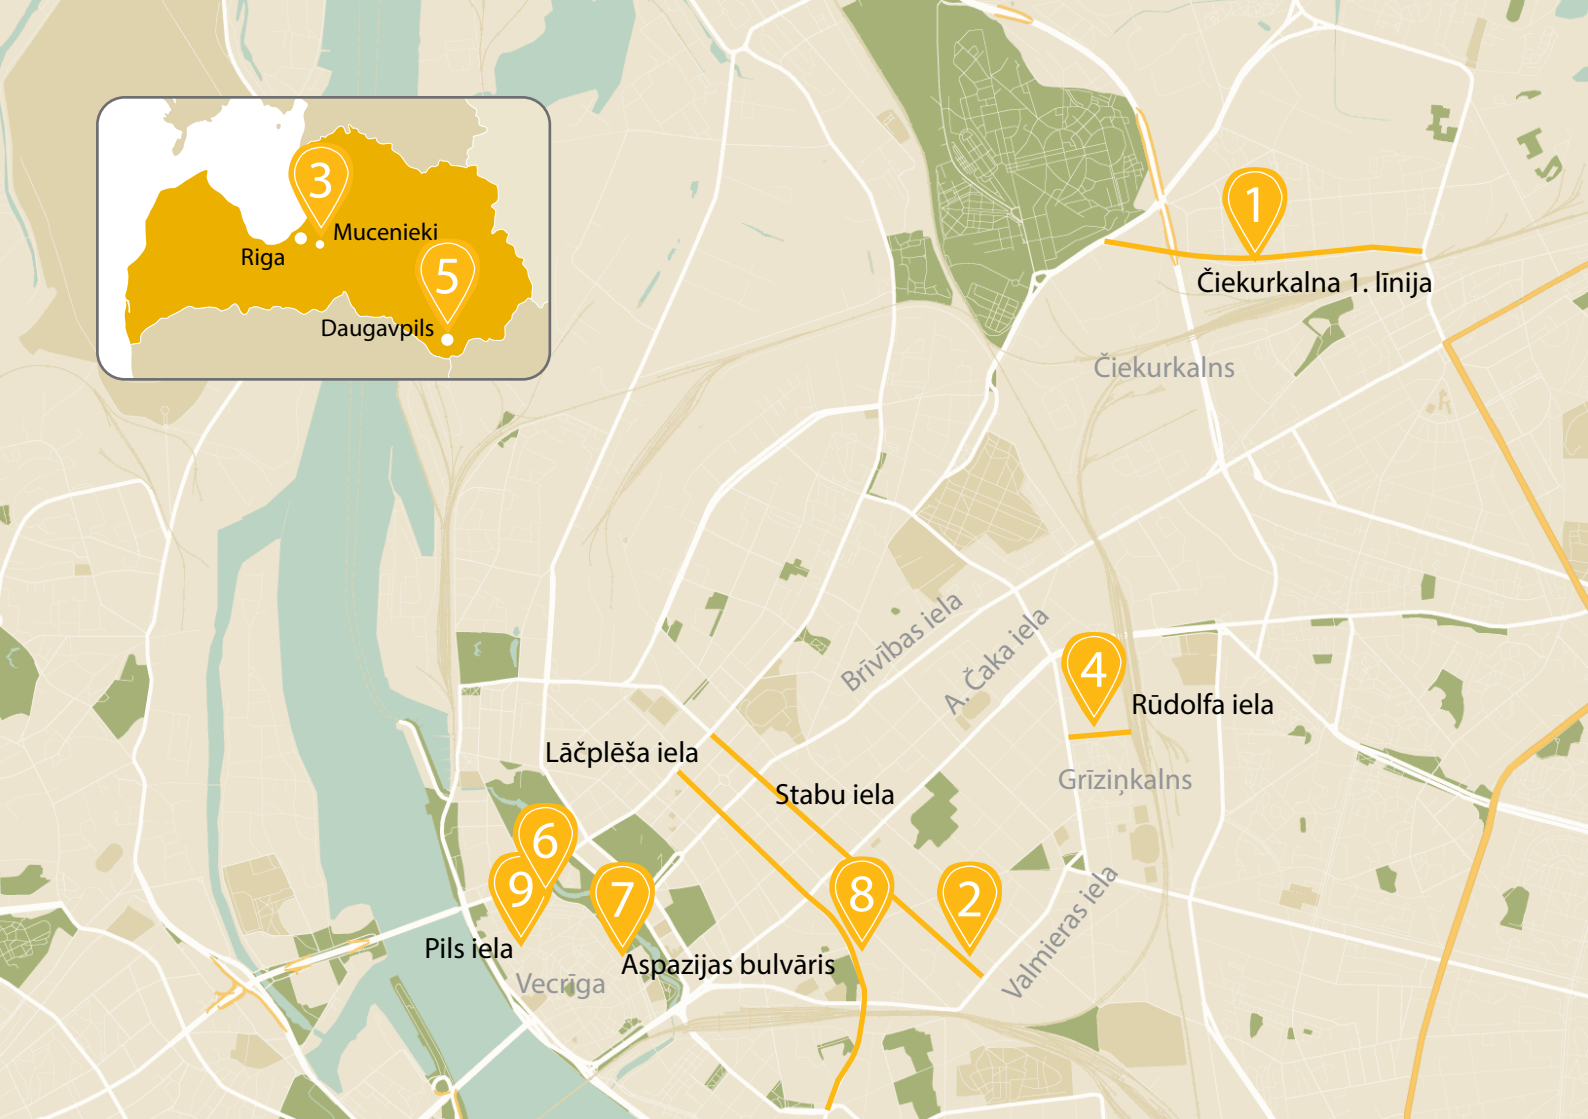 3
Mucenieki
Riga
5
Daugavpils
1
Čiekurkalna 1. līnija
Čiekurkalns
Brīvības iela
A. Čaka iela
4
Rūdolfa iela
Lāčplēša iela
Grīziņkalns
Stabu iela
6
9
7
8
2
Valmieras iela
Pils iela
Aspazijas bulvāris
Vecrīga